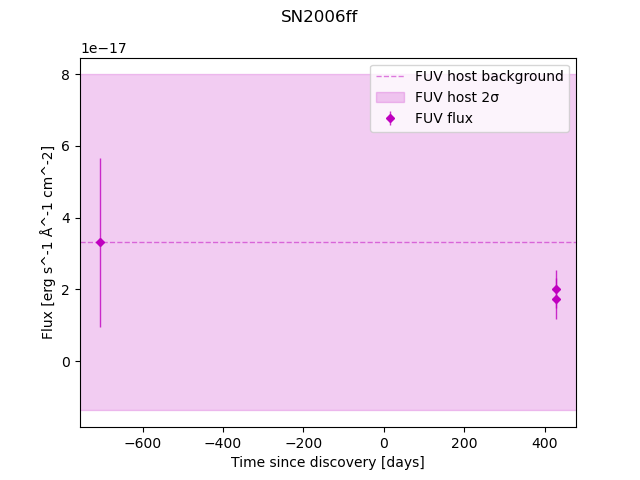 SN2006ff
1e−17
FUV host background
FUV host 2σ
FUV flux
8
6
4
2
0
Flux [erg s^-1 Å^-1 cm^-2]
−600
−400
−200
0
200
400
Time since discovery [days]